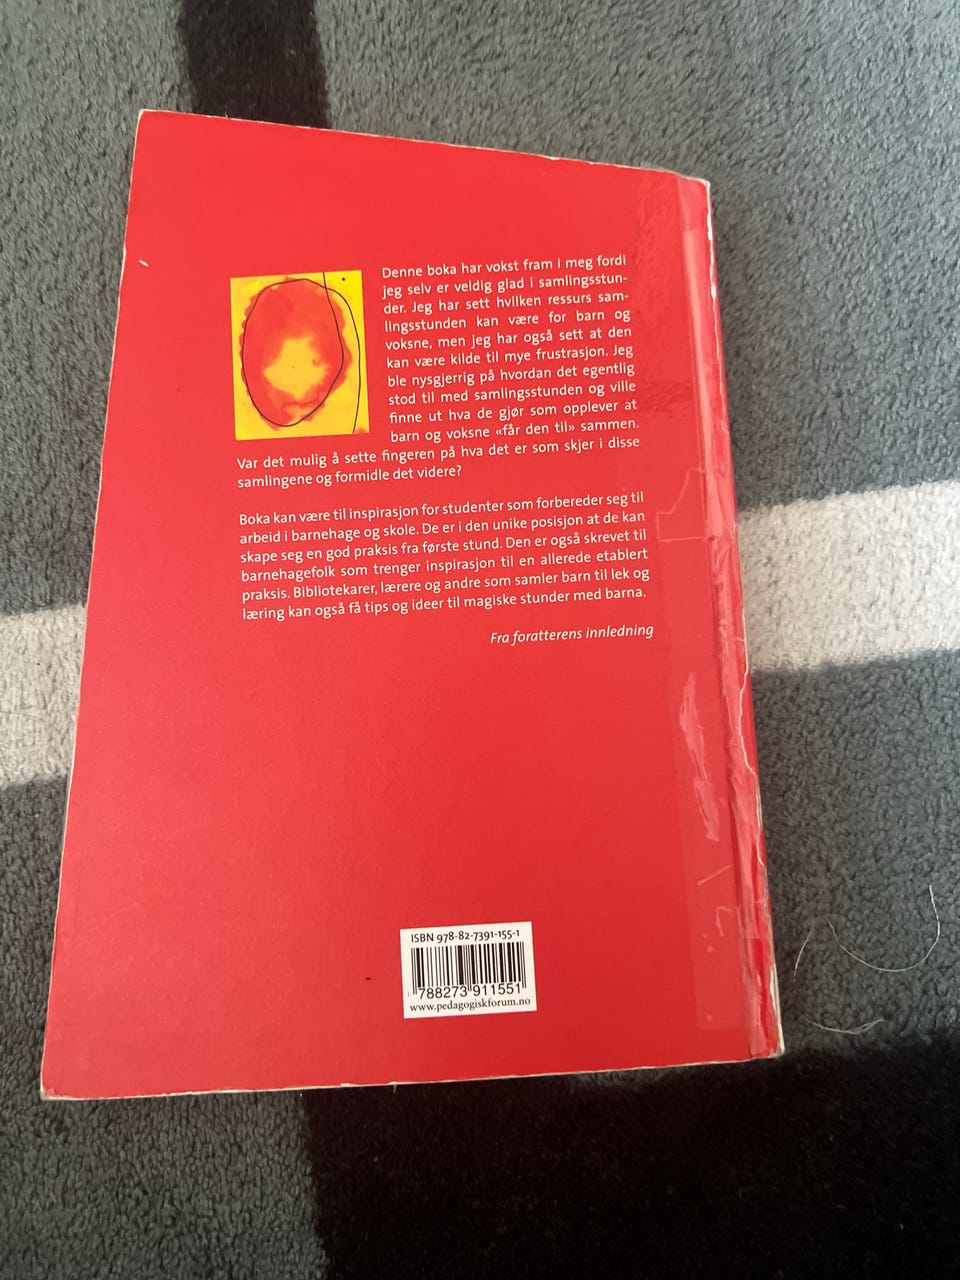 Denne boka har vokst fram i meg fordi
jeg selv er veldig glad i samlingsstun-
der. Jeg har sett hvilken ressurs sam-
lingsstunden kan være for barn og
voksne, men jeg har også sett at den
kan være kilde til mye frustrasjon. Jeg
ble nysgjerrig på hvordan det egentlig
stod til med samlingsstunden og ville
finne ut hva de gjør som opplever at
barn og voksne «får den til» sammen.
Var det mulig å sette fingeren på hva det er som skjer i disse
samlingene og formidle det videre?
Boka kan være til inspirasjon for studenter som forbereder seg til
arbeid i barnehage og skole. De er i den unike posisjon at de kan
skape seg en god praksis fra første stund. Den er også skrevet til
barnehagefolk som trenger inspirasjon til en allerede etablert
praksis. Bibliotekarer, lærere og andre som samler barn til lek og
læring kan også få tips og ideer til magiske stunder med barna.
Fra foratterens innledning
ISBN 978-82-7391-155-1
788273 911551
www.pedagogiskforum.no